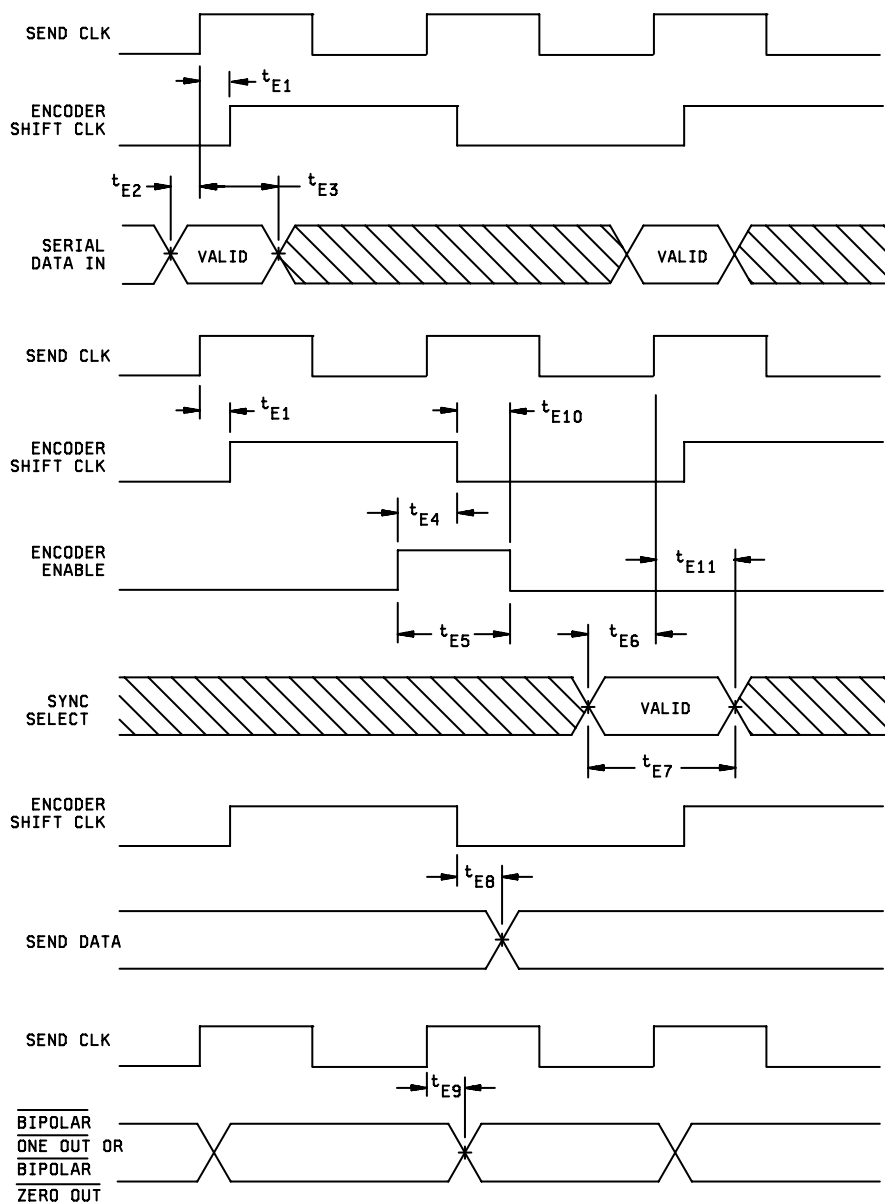 SEND CLK
tE1
ENCODER
SHIFT CLK
tE2
tE3
SERIAL
DATA IN
VALID
VALID
SEND CLK
tE1
tE10
ENCODER
SHIFT CLK
tE4
ENCODER
ENABLE
tE11
tE5
tE6
SYNC
SELECT
VALID
tE7
ENCODER
SHIFT CLK
tE8
SEND DATA
SEND CLK
tE9
BIPOLAR
ONE OUT OR
BIPOLAR
ZERO OUT